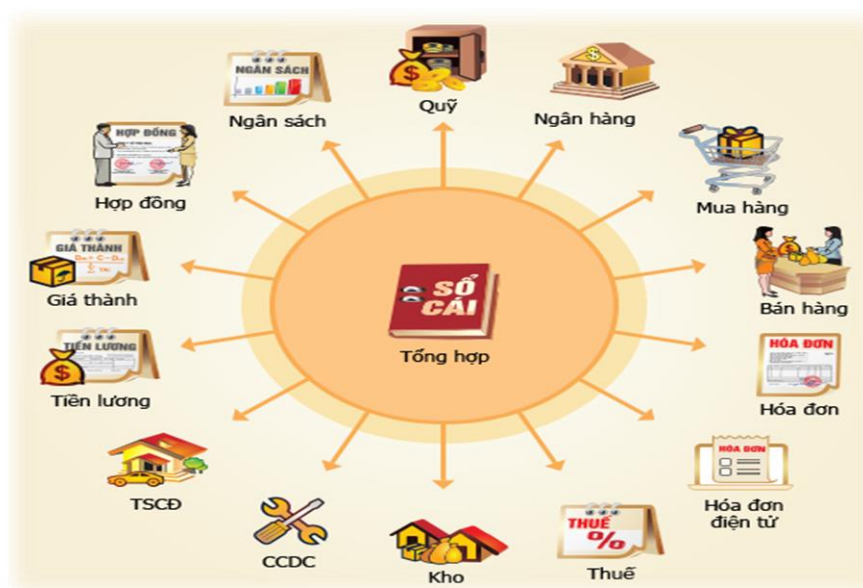 NGÂN SÁCH
Ngân sách
Quỹ
Ngân hàng
HỢP ĐỒNG
Hợp đồng
Mua hàng
GIÁ THÀNH
Giá thành
Bán hàng
SỔ
CÁI
Tổng hợp
TIỀN LƯƠNG
Tiền lương
HÓA ĐƠN
Hóa đơn
TSCĐ
HÓA ĐƠN
Hóa đơn
điện tử
CCDC
Kho
THUẾ
%
Thuế